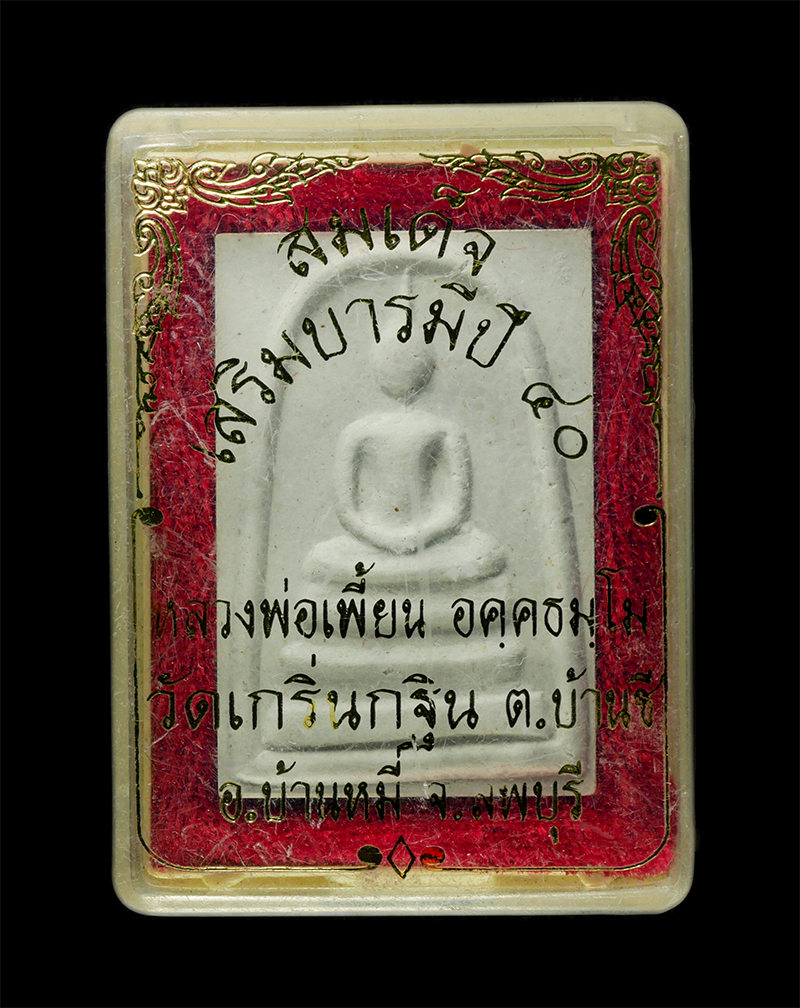 สมเด็จ
เสริมบารมีปี ๔๐
หลวงพ่อเพี้ยน อคฺคธมฺโม
วัดเกริ่นกฐิน ต.บ้านชี
อ.บ้านหมี่ จ.ลพบุรี